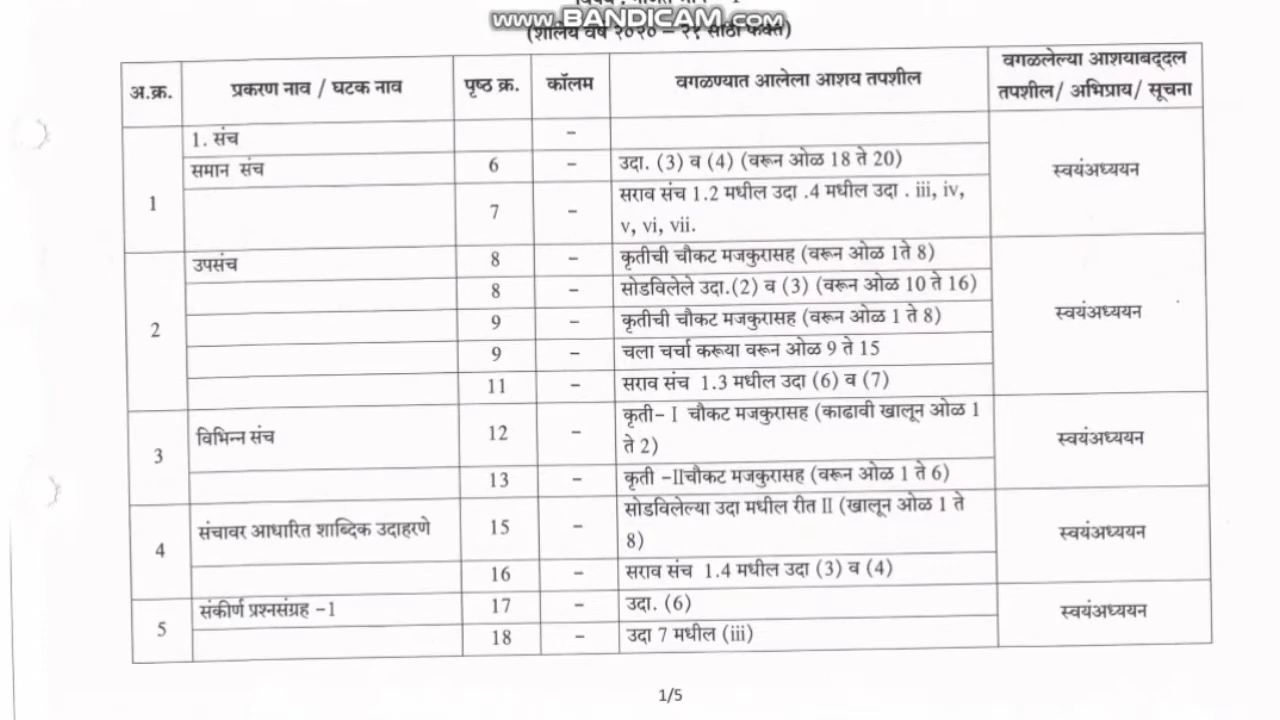 www.BANDICAM.com
(शालेय वर्ष २०२० – २१ साठी फक्त)
अ.क्र. प्रकरण नाव / घटक नाव पृष्ठ क्र. कॉलम वगळण्यात आलेला आशय तपशील वगळलेल्या आशयाबद्दल
तपशील/ अभिप्राय/ सूचना
1 1. संच –
समान संच 6 – उदा. (3) व (4) (वरून ओळ 18 ते 20) स्वयंअध्ययन
7 – सराव संच 1.2 मधील उदा .4 मधील उदा . iii, iv,
v, vi, vii.
2 उपसंच 8 – कृतीची चौकट मजकुरासह (वरून ओळ 1ते 8)
8 – सोडविलेले उदा.(2) व (3) (वरून ओळ 10 ते 16)
9 – कृतीची चौकट मजकुरासह (वरून ओळ 1 ते 8) स्वयंअध्ययन
9 – चला चर्चा करूया वरून ओळ 9 ते 15
11 – सराव संच 1.3 मधील उदा (6) व (7)
3 विभिन्न संच 12 – कृती– I चौकट मजकुरासह (काढावी खालून ओळ 1
ते 2) स्वयंअध्ययन
13 – कृती –IIचौकट मजकुरासह (वरून ओळ 1 ते 6)
4 संचावर आधारित शाब्दिक उदाहरणे 15 – सोडविलेल्या उदा मधील रीत II (खालून ओळ 1 ते
8) स्वयंअध्ययन
16 – सराव संच 1.4 मधील उदा (3) व (4)
5 संकीर्ण प्रश्नसंग्रह –1 17 – उदा. (6) स्वयंअध्ययन
18 – उदा 7 मधील (iii)
1/5